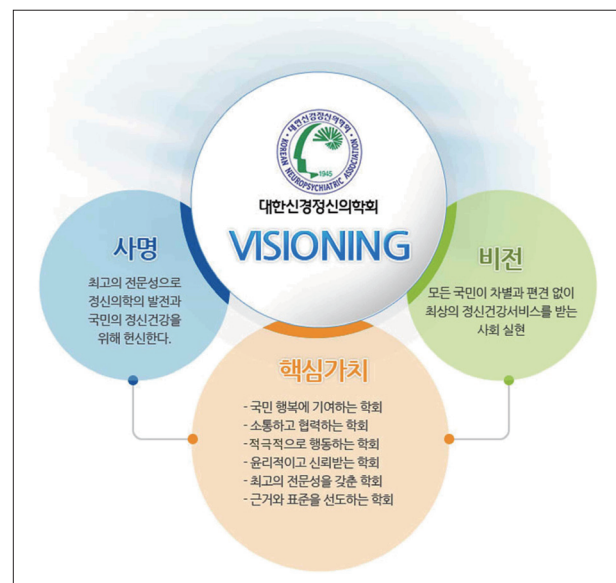 대한신경정신의학회
KOREAN NEUROPSYCHIATRIC ASSOCIATION
1945
대한신경정신의학회
VISIONING
사명
최고의 전문성으로
정신의학의 발전과
국민의 정신건강을
위해 헌신한다.
비전
모든 국민이 차별과 편견 없이
최상의 정신건강서비스를 받는
사회 실현
핵심가치
- 국민 행복에 기여하는 학회
- 소통하고 협력하는 학회
- 적극적으로 행동하는 학회
- 윤리적이고 신뢰받는 학회
- 최고의 전문성을 갖춘 학회
- 근거와 표준을 선도하는 학회